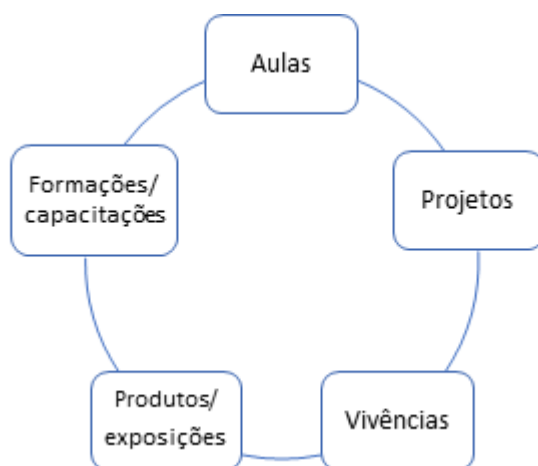 Aulas
Projetos
Vivências
Produtos/
exposições
Formações/
capacitações